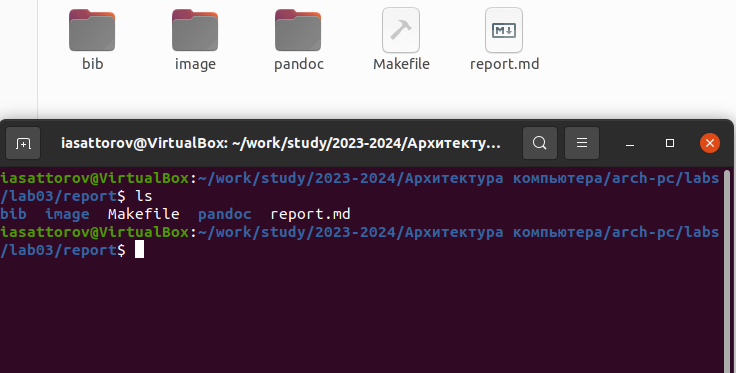 bib image pandoc Makefile report.md
M
iasattorov@VirtualBox: ~/work/study/2023-2024/Архитекту...
iasattorov@VirtualBox:~/work/study/2023-2024/Архитектура компьютера/arch-pc/labs
/lab03/report$ ls
bib image Makefile pandoc report.md
iasattorov@VirtualBox:~/work/study/2023-2024/Архитектура компьютера/arch-pc/labs
/lab03/report$